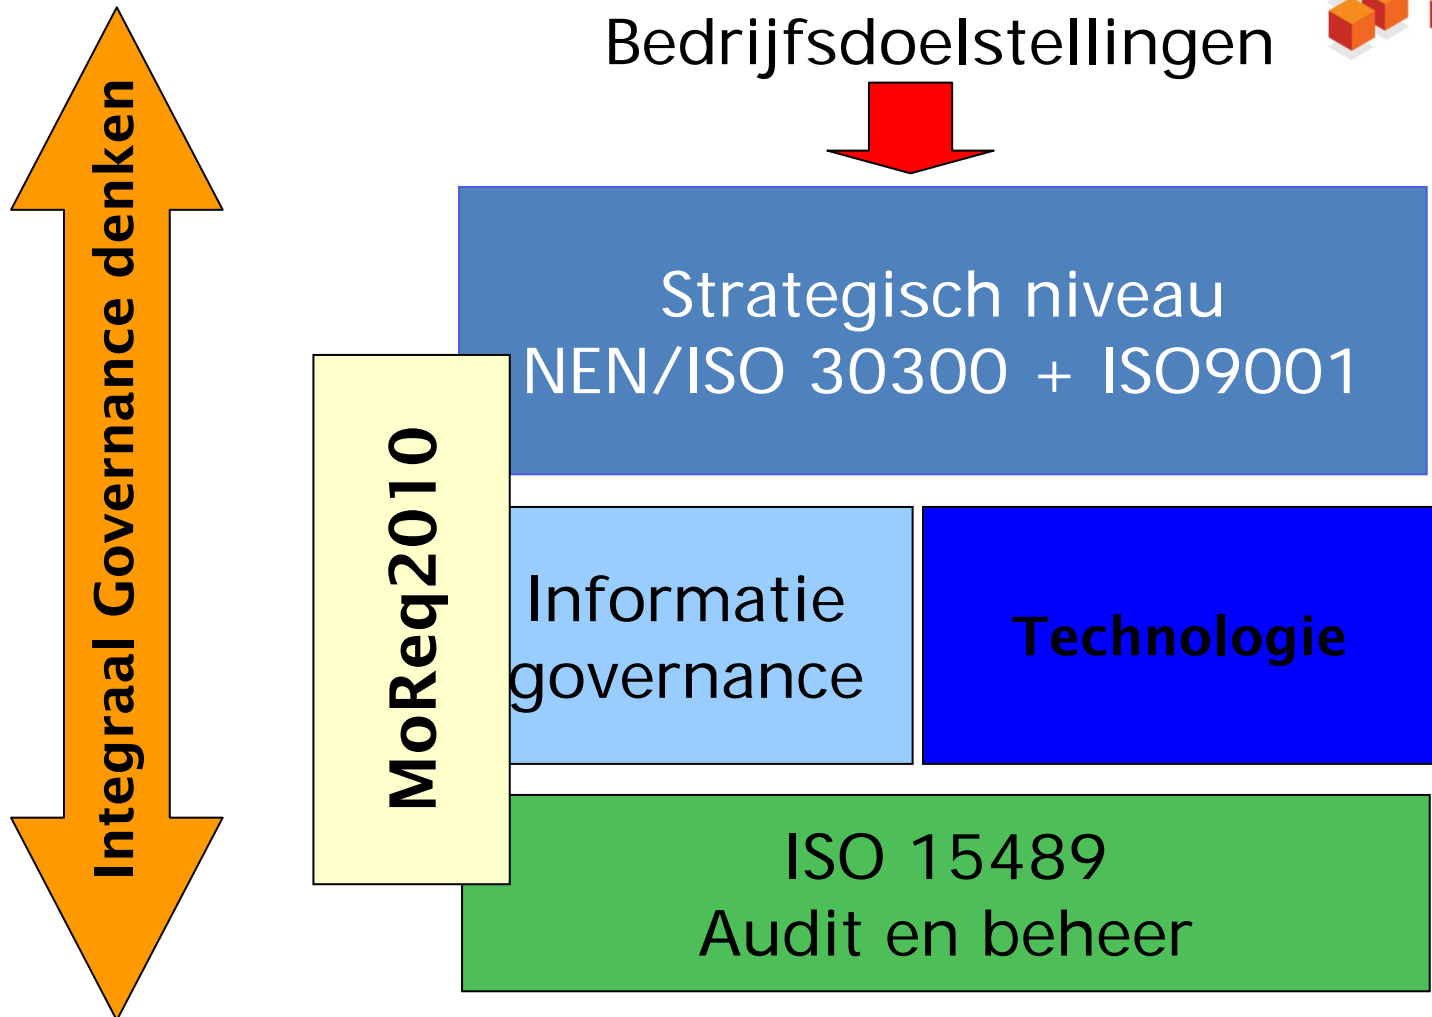 Bedrijfsdoelstellingen
Integraal Governance denken
Strategisch niveau
NEN/ISO 30300 + ISO9001
MoReq2010
Informatie
governance
Technologie
ISO 15489
Audit en beheer